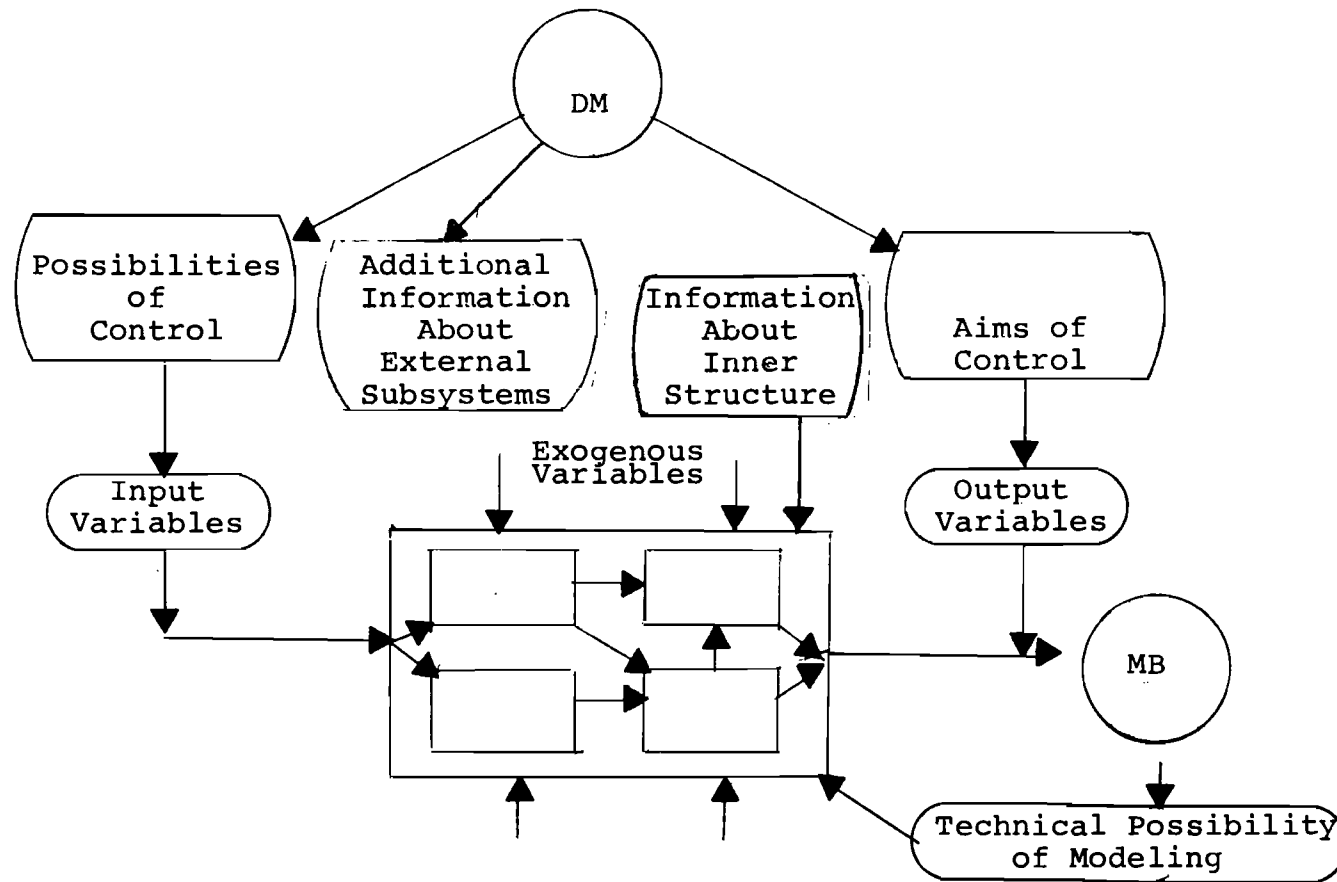 DM
Possibilities
of
Control
Additional
Information
About
External
Subsystems
Information
About
Inner
Structure
Aims of
Control
Input
Variables
Exogenous
Variables
Output
Variables
MB
Technical Possibility
of Modeling